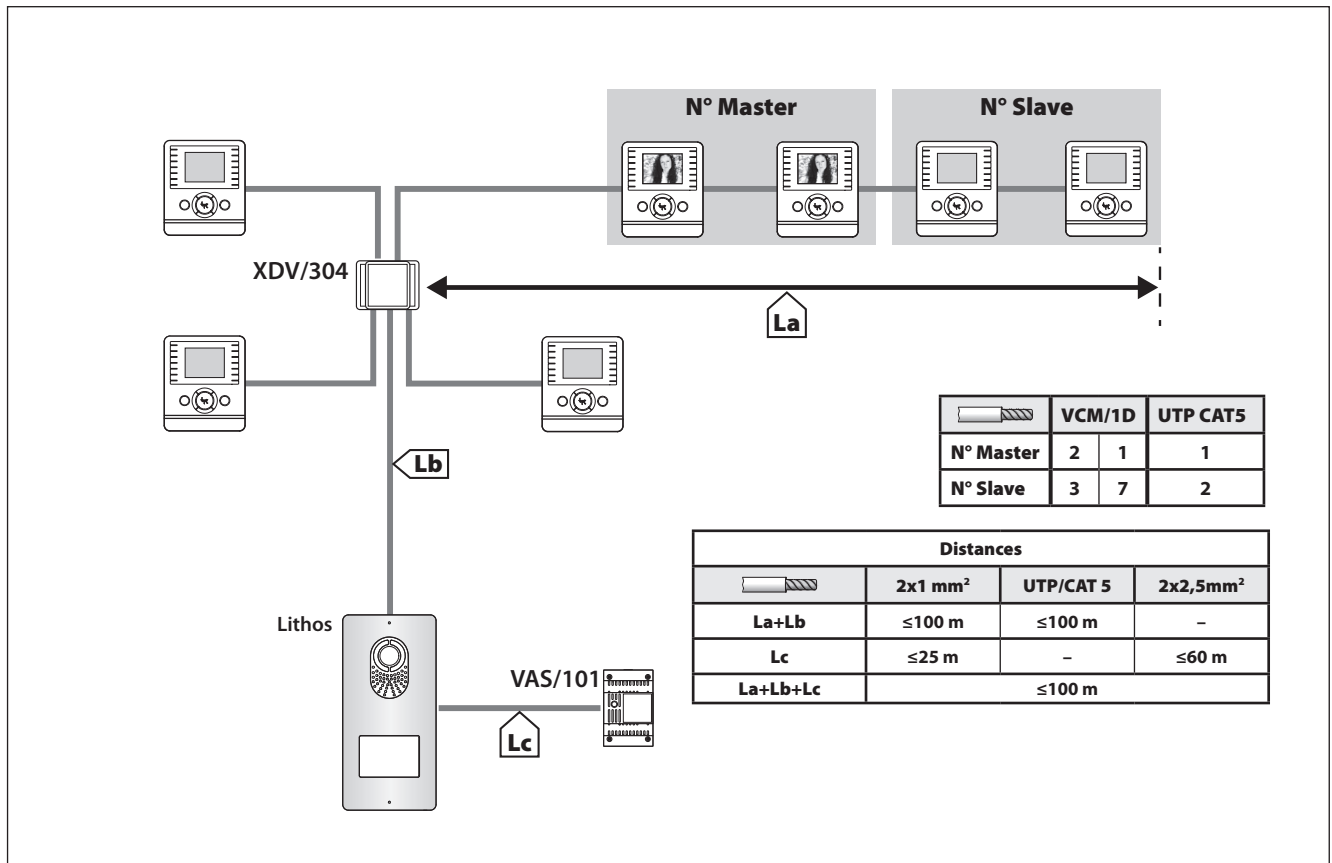 N° Master N° Slave
XDV/304
La
Lb
VCM/1D UTP CAT5
N° Master 2 1 1
N° Slave 3 7 2
Distances
2x1 mm² UTP/CAT 5 2x2,5mm²
La+Lb ≤100 m ≤100 m –
Lc ≤25 m – ≤60 m
La+Lb+Lc ≤100 m
Lithos
VAS/101
Lc